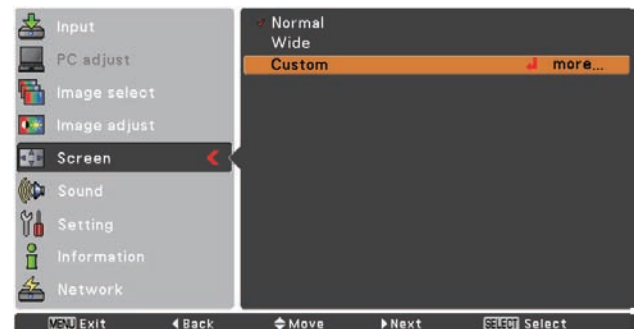 Input
PC adjust
Image select
Image adjust
Screen
Sound
Setting
Information
Network
Normal
Wide
Custom more...
MENU Exit Back Move Next SELECT Select